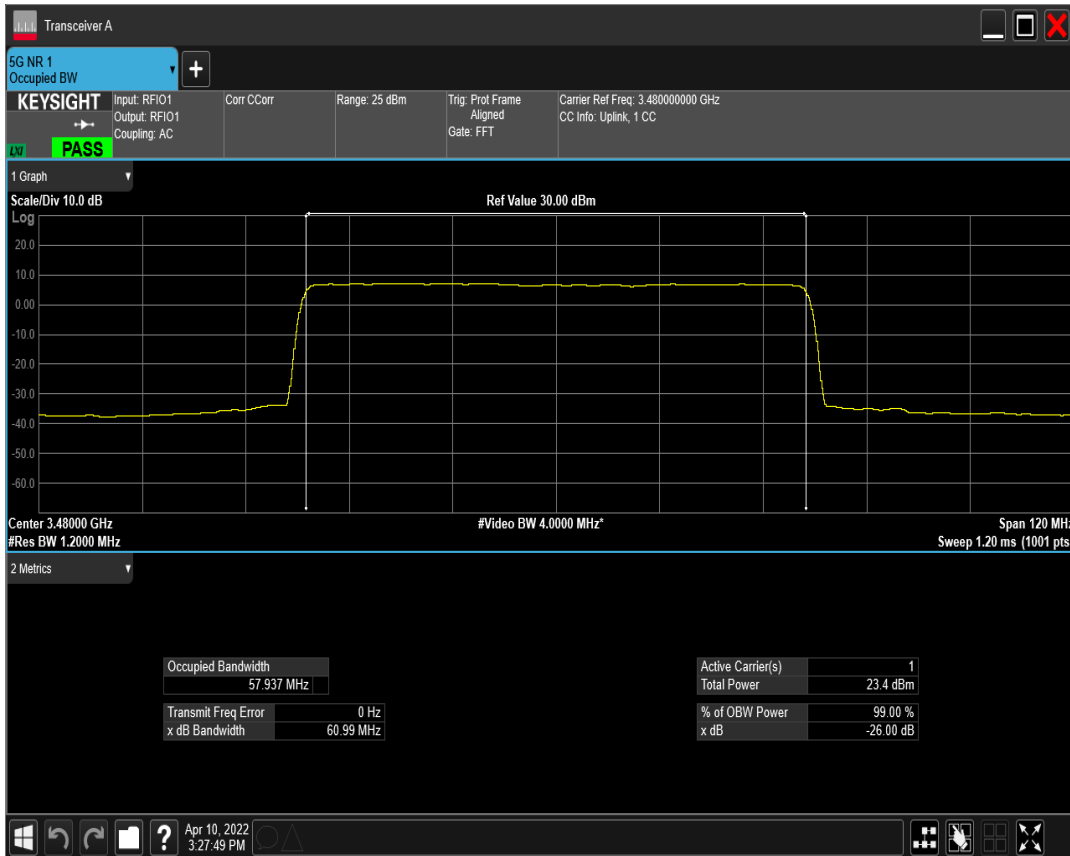 Transceiver A
5G NR 1
Occupied BW
+
KEYSIGHT
LXI
PASS
Input: RFIO1
Output: RFIO1
Coupling: AC
Corr CCorr
Range: 25 dBm
Trig: Prot Frame
Aligned
Gate: FFT
Carrier Ref Freq: 3.480000000 GHz
CC Info: Uplink, 1 CC
1 Graph
Scale/Div 10.0 dB
Ref Value 30.00 dBm
Log
20.0
10.0
0.00
-10.0
-20.0
-30.0
-40.0
-50.0
-60.0
Center 3.48000 GHz
#Video BW 4.0000 MHz*
Span 120 MHz
#Res BW 1.2000 MHz
Sweep 1.20 ms (1001 pts
2 Metrics
Occupied Bandwidth
57.937 MHz
Transmit Freq Error 0 Hz
x dB Bandwidth 60.99 MHz
Active Carrier(s) 1
Total Power 23.4 dBm
% of OBW Power 99.00 %
x dB -26.00 dB
?
Apr 10, 2022
3:27:49 PM